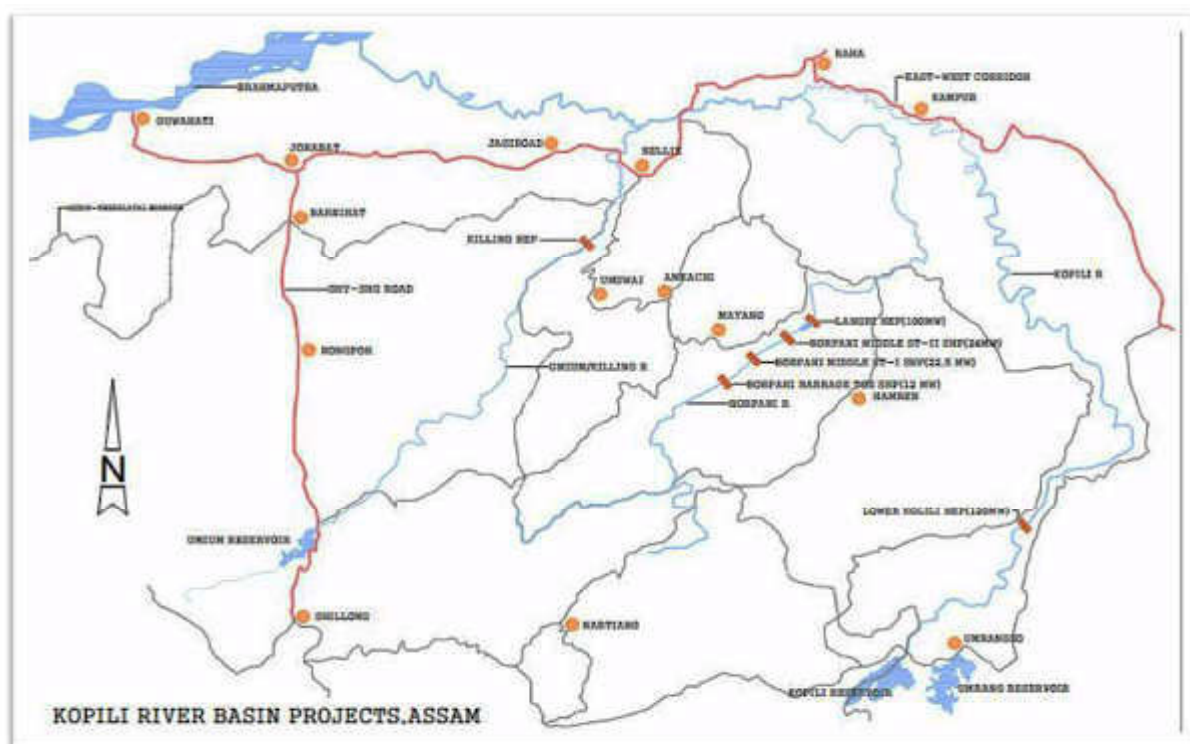 RAHA
EAST-WEST CORRIDOR
BRAHMAPUTRA
KAMPUR
GUWAHATI
JORABAT
JAGIROAD
NELLIE
BARNIHAT
KILLING HEP
KOPILI R
UMSWAI
AMKACHI
GHY-SHG ROAD
MAYANG
LANGPI HEP(100MW)
BORPANI MIDDLE ST-II SHP(24MW)
NONGPOH
BORPANI MIDDLE ST-I SHP(22.5 MW)
UMIUM/KILLING R
BORPANI BARRAGE TOE SHP(12 MW)
HAMREN
BORPANI R
N
LOWER KOLILI HEP(120MW)
UMIUM RESERVOIR
SHILLONG
NARTIANG
UMRANGSO
KOPILI RESERVOIR
UMRANG RESERVOIR
KOPILI RIVER BASIN PROJECTS,ASSAM